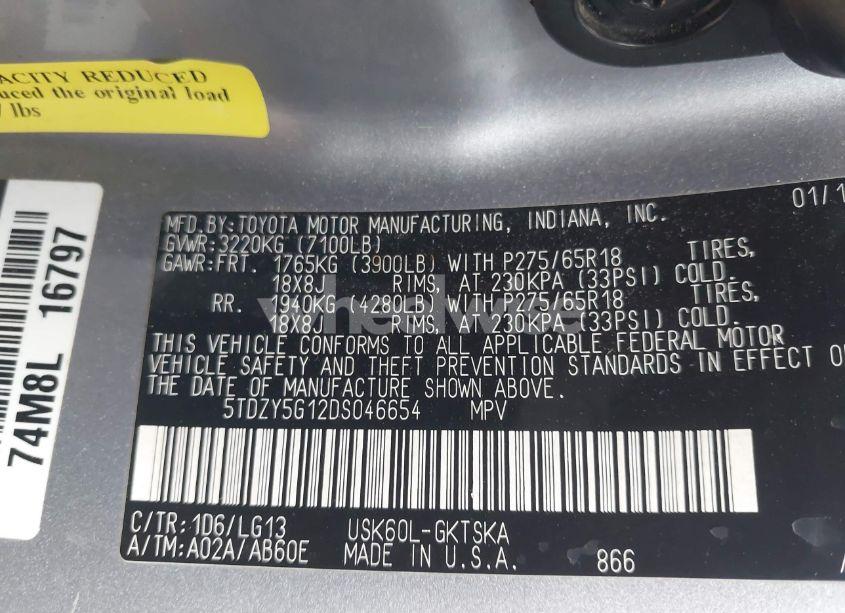 ACITY REDUCED
uced the original load
lbs
74M8L 16797
01/1
MFD.BY:TOYOTA MOTOR MANUFACTURING, INDIANA, INC.
GVWR:3220KG (7100LB)
GAWR:FRT. 1765KG (3900LB) WITH P275/65R18 TIRES,
18X8J RIMS, AT 230KPA (33PSI) COLD.
RR. 1940KG (4280LB) WITH P275/65R18 TIRES,
18X8J RIMS, AT 230KPA (33PSI) COLD.
THIS VEHICLE CONFORMS TO ALL APPLICABLE FEDERAL MOTOR
VEHICLE SAFETY AND THEFT PREVENTION STANDARDS IN EFFECT O
THE DATE OF MANUFACTURE SHOWN ABOVE.
5TDZY5G12DS046654 MPV
C/TR:1D6/LG13 USK60L-GKTSKA
A/TM:A02A/AB60E MADE IN U.S.A. 866